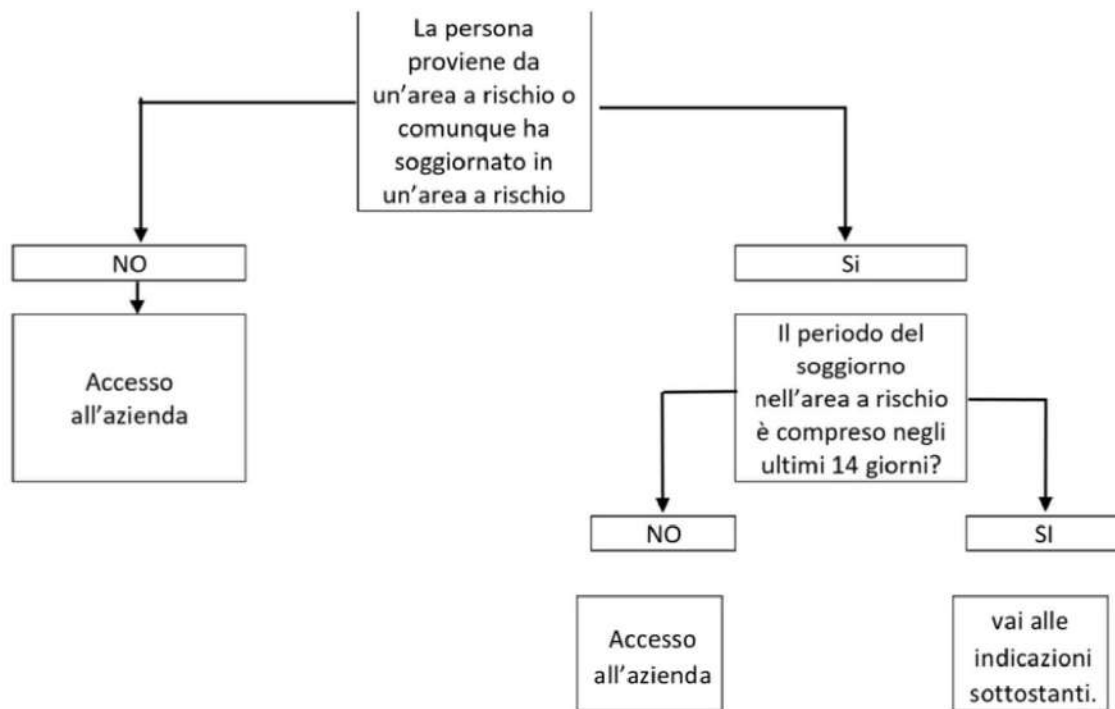 La persona
proviene da
un'area a rischio o
comunque ha
soggiornato in
un'area a rischio
NO
Si
Accesso
all'azienda
Il periodo del
soggiorno
nell'area a rischio
è compreso negli
ultimi 14 giorni?
NO
SI
Accesso
all'azienda
vai alle
indicazioni
sottostanti.